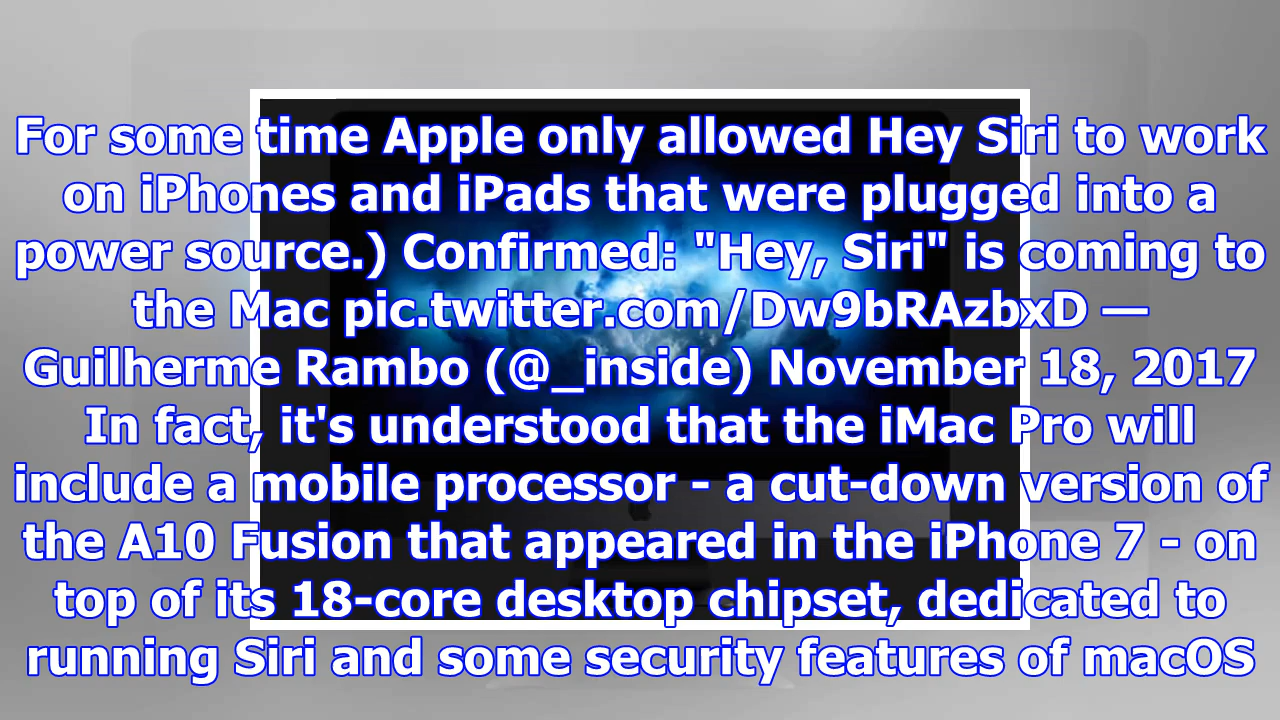 For some time Apple only allowed Hey Siri to work
on iPhones and iPads that were plugged into a
power source.) Confirmed: "Hey, Siri" is coming to
the Mac pic.twitter.com/Dw9bRAzbxD —
Guilherme Rambo (@_inside) November 18, 2017
In fact, it's understood that the iMac Pro will
include a mobile processor - a cut-down version of
the A10 Fusion that appeared in the iPhone 7 - on
top of its 18-core desktop chipset, dedicated to
running Siri and some security features of macOS